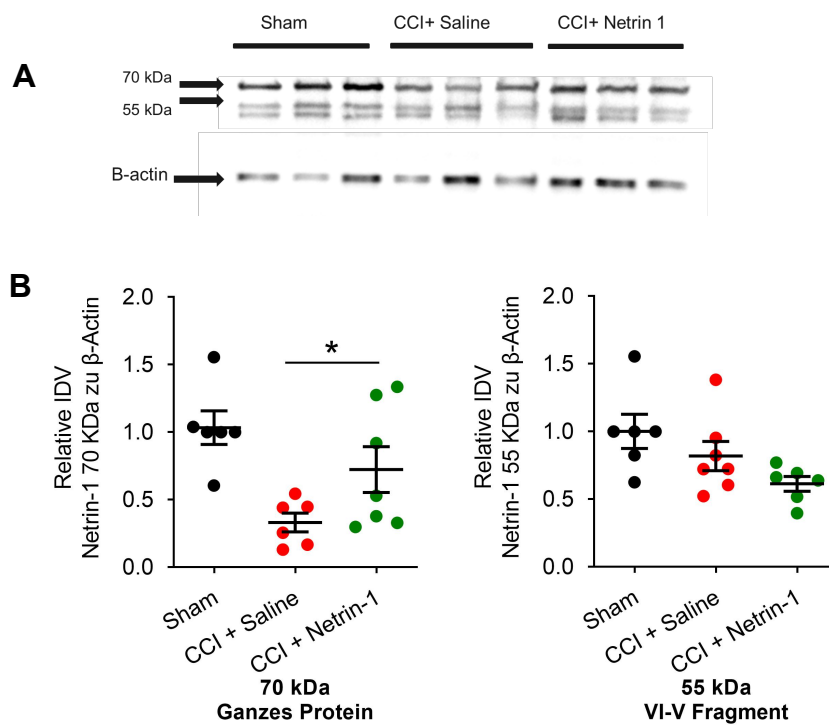 Sham CCI+ Saline CCI+ Netrin 1
A
70 kDa
55 kDa
B-actin
B
Relative IDV
Netrin-1 70 KDa zu β-Actin
2.0
1.5
1.0
0.5
0.0
*
Sham
CCI + Saline
CCI + Netrin-1
70 kDa
Ganzes Protein
Relative IDV
Netrin-1 55 KDa zu β-Actin
2.0
1.5
1.0
0.5
0.0
Sham
CCI + Saline
CCI + Netrin-1
55 kDa
VI-V Fragment